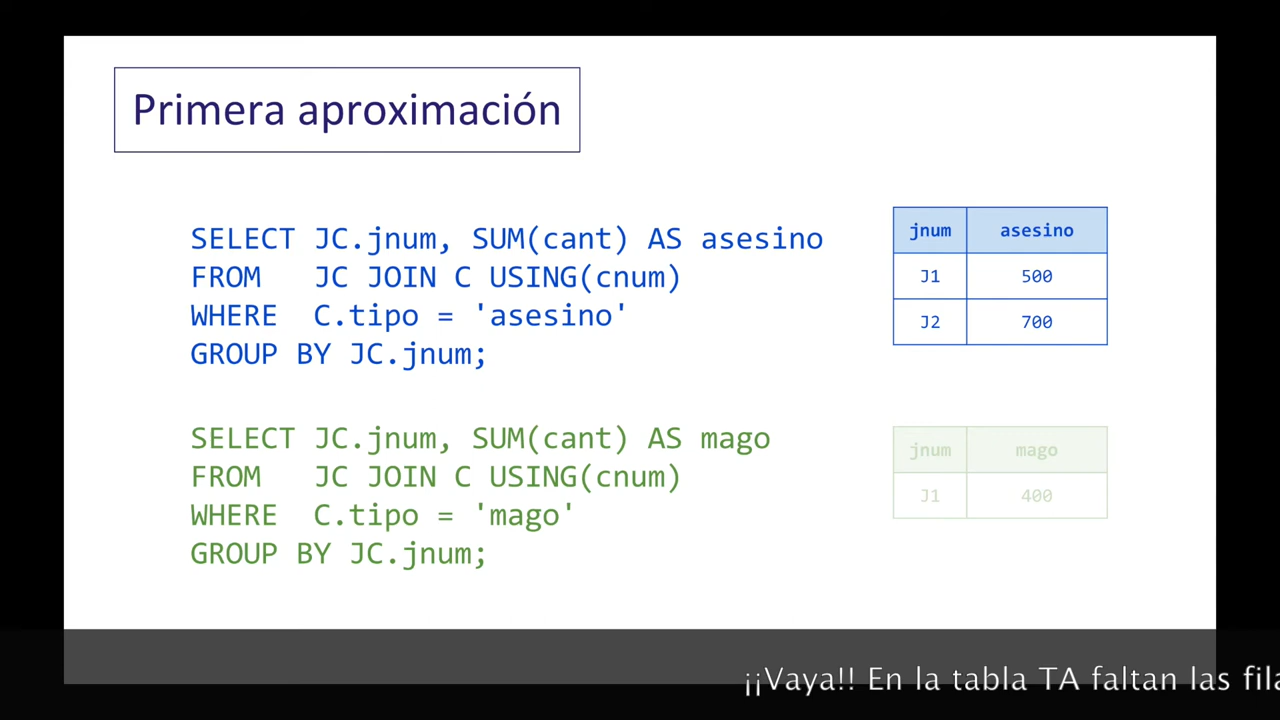 Primera aproximación
SELECT JC.jnum, SUM(cant) AS asesino
FROM JC JOIN C USING(cnum)
WHERE C.tipo = 'asesino'
GROUP BY JC.jnum;
jnum asesino
J1 500
J2 700
SELECT JC.jnum, SUM(cant) AS mago
FROM JC JOIN C USING(cnum)
WHERE C.tipo = 'mago'
GROUP BY JC.jnum;
jnum mago
J1 400
¡¡Vaya!! En la tabla TA faltan las